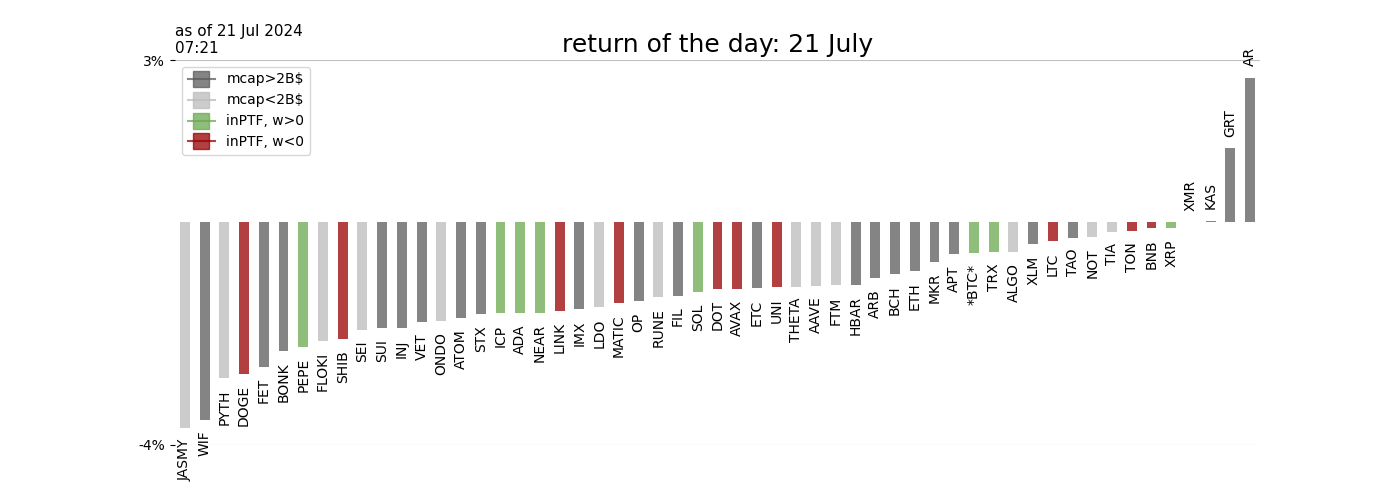 as of 21 Jul 2024
07:21
return of the day: 21 July
3%
mcap>2B$
mcap<2B$
inPTF, w>0
inPTF, w<0
-4%
JASMY
WIF
PYTH
DOGE
FET
BONK
PEPE
FLOKI
SHIB
SEI
SUI
INJ
VET
ONDO
ATOM
STX
ICP
ADA
NEAR
LINK
IMX
LDO
MATIC
OP
RUNE
FIL
SOL
DOT
AVAX
ETC
UNI
THETA
AAVE
FTM
HBAR
ARB
BCH
ETH
MKR
APT
*BTC*
TRX
ALGO
XLM
LTC
TAO
NOT
TIA
TON
BNB
XRP
XMR
KAS
GRT
AR